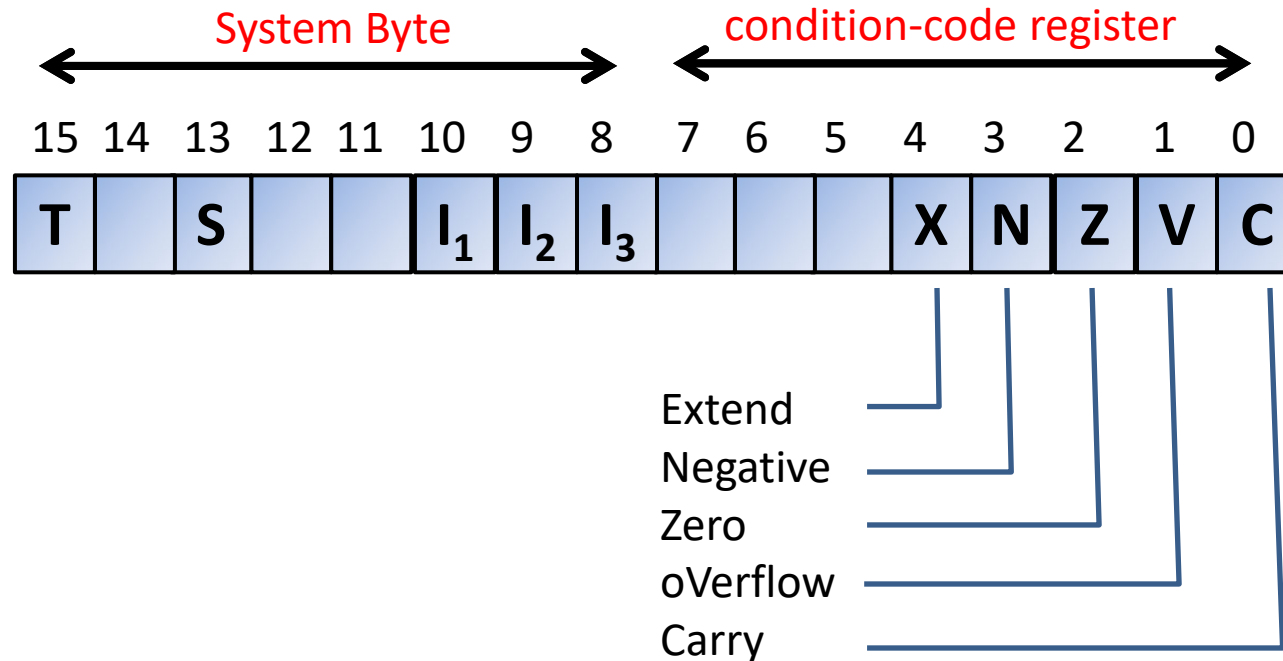 System Byte condition-code register
15 14 13 12 11 10 9 8 7 6 5 4 3 2 1 0
T S I₁ I₂ I₃ X N Z V C
Extend
Negative
Zero
oVerflow
Carry